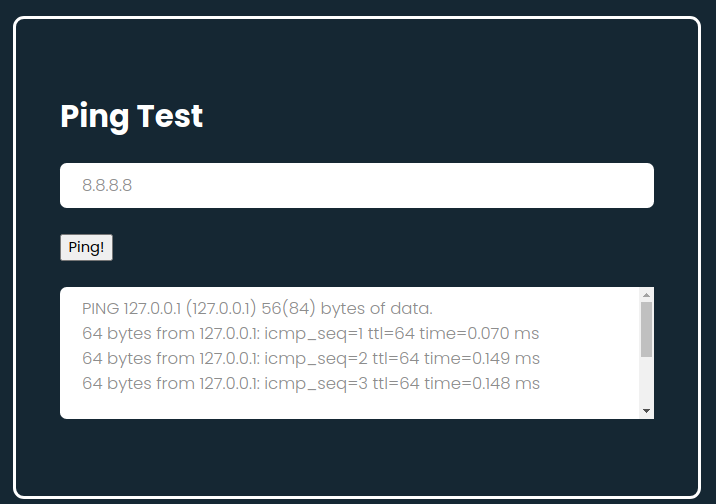 Ping Test
8.8.8.8
Ping!
PING 127.0.0.1 (127.0.0.1) 56(84) bytes of data.
64 bytes from 127.0.0.1: icmp_seq=1 ttl=64 time=0.070 ms
64 bytes from 127.0.0.1: icmp_seq=2 ttl=64 time=0.149 ms
64 bytes from 127.0.0.1: icmp_seq=3 ttl=64 time=0.148 ms